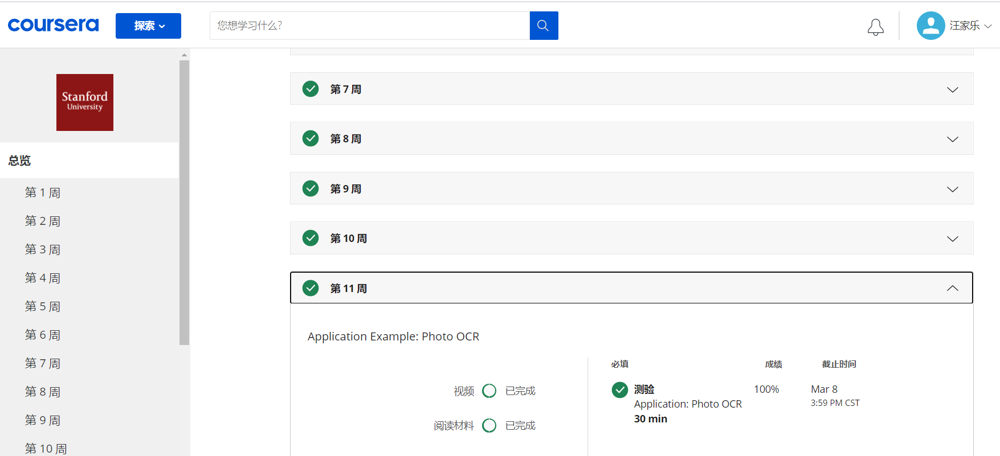 coursera
探索
您想学习什么?
汪家乐
Stanford
University
总览
第 1 周
第 2 周
第 3 周
第 4 周
第 5 周
第 6 周
第 7 周
第 8 周
第 9 周
第 10 周
第 7 周
第 8 周
第 9 周
第 10 周
第 11 周
Application Example: Photo OCR
视频 已完成
阅读材料 已完成
必填 成绩 截止时间
测验 100% Mar 8
Application: Photo OCR 3:59 PM CST
30 min